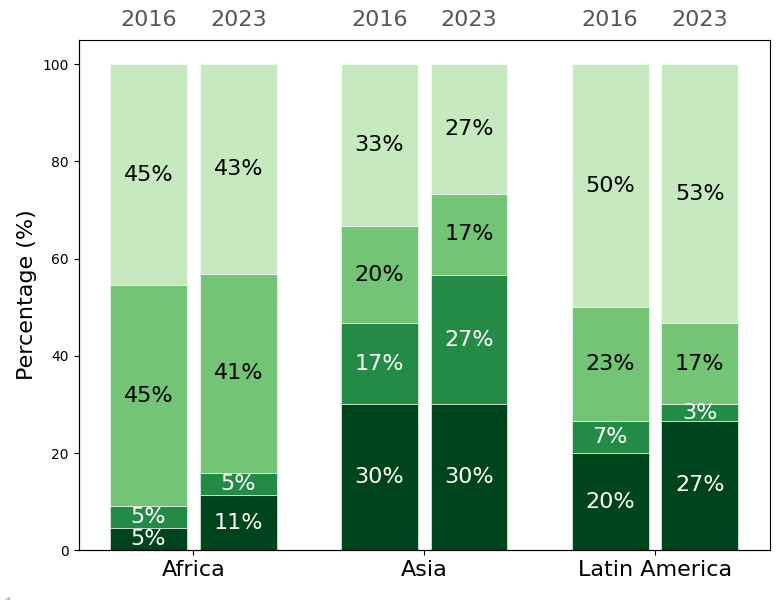 2016 2023 2016 2023 2016 2023
100
80
60
40
20
0
Percentage (%)
45% 43% 33% 27% 50% 53%
45% 41% 20% 17% 23% 17%
5% 5% 17% 27% 7% 3%
5% 11% 30% 30% 20% 27%
Africa Asia Latin America